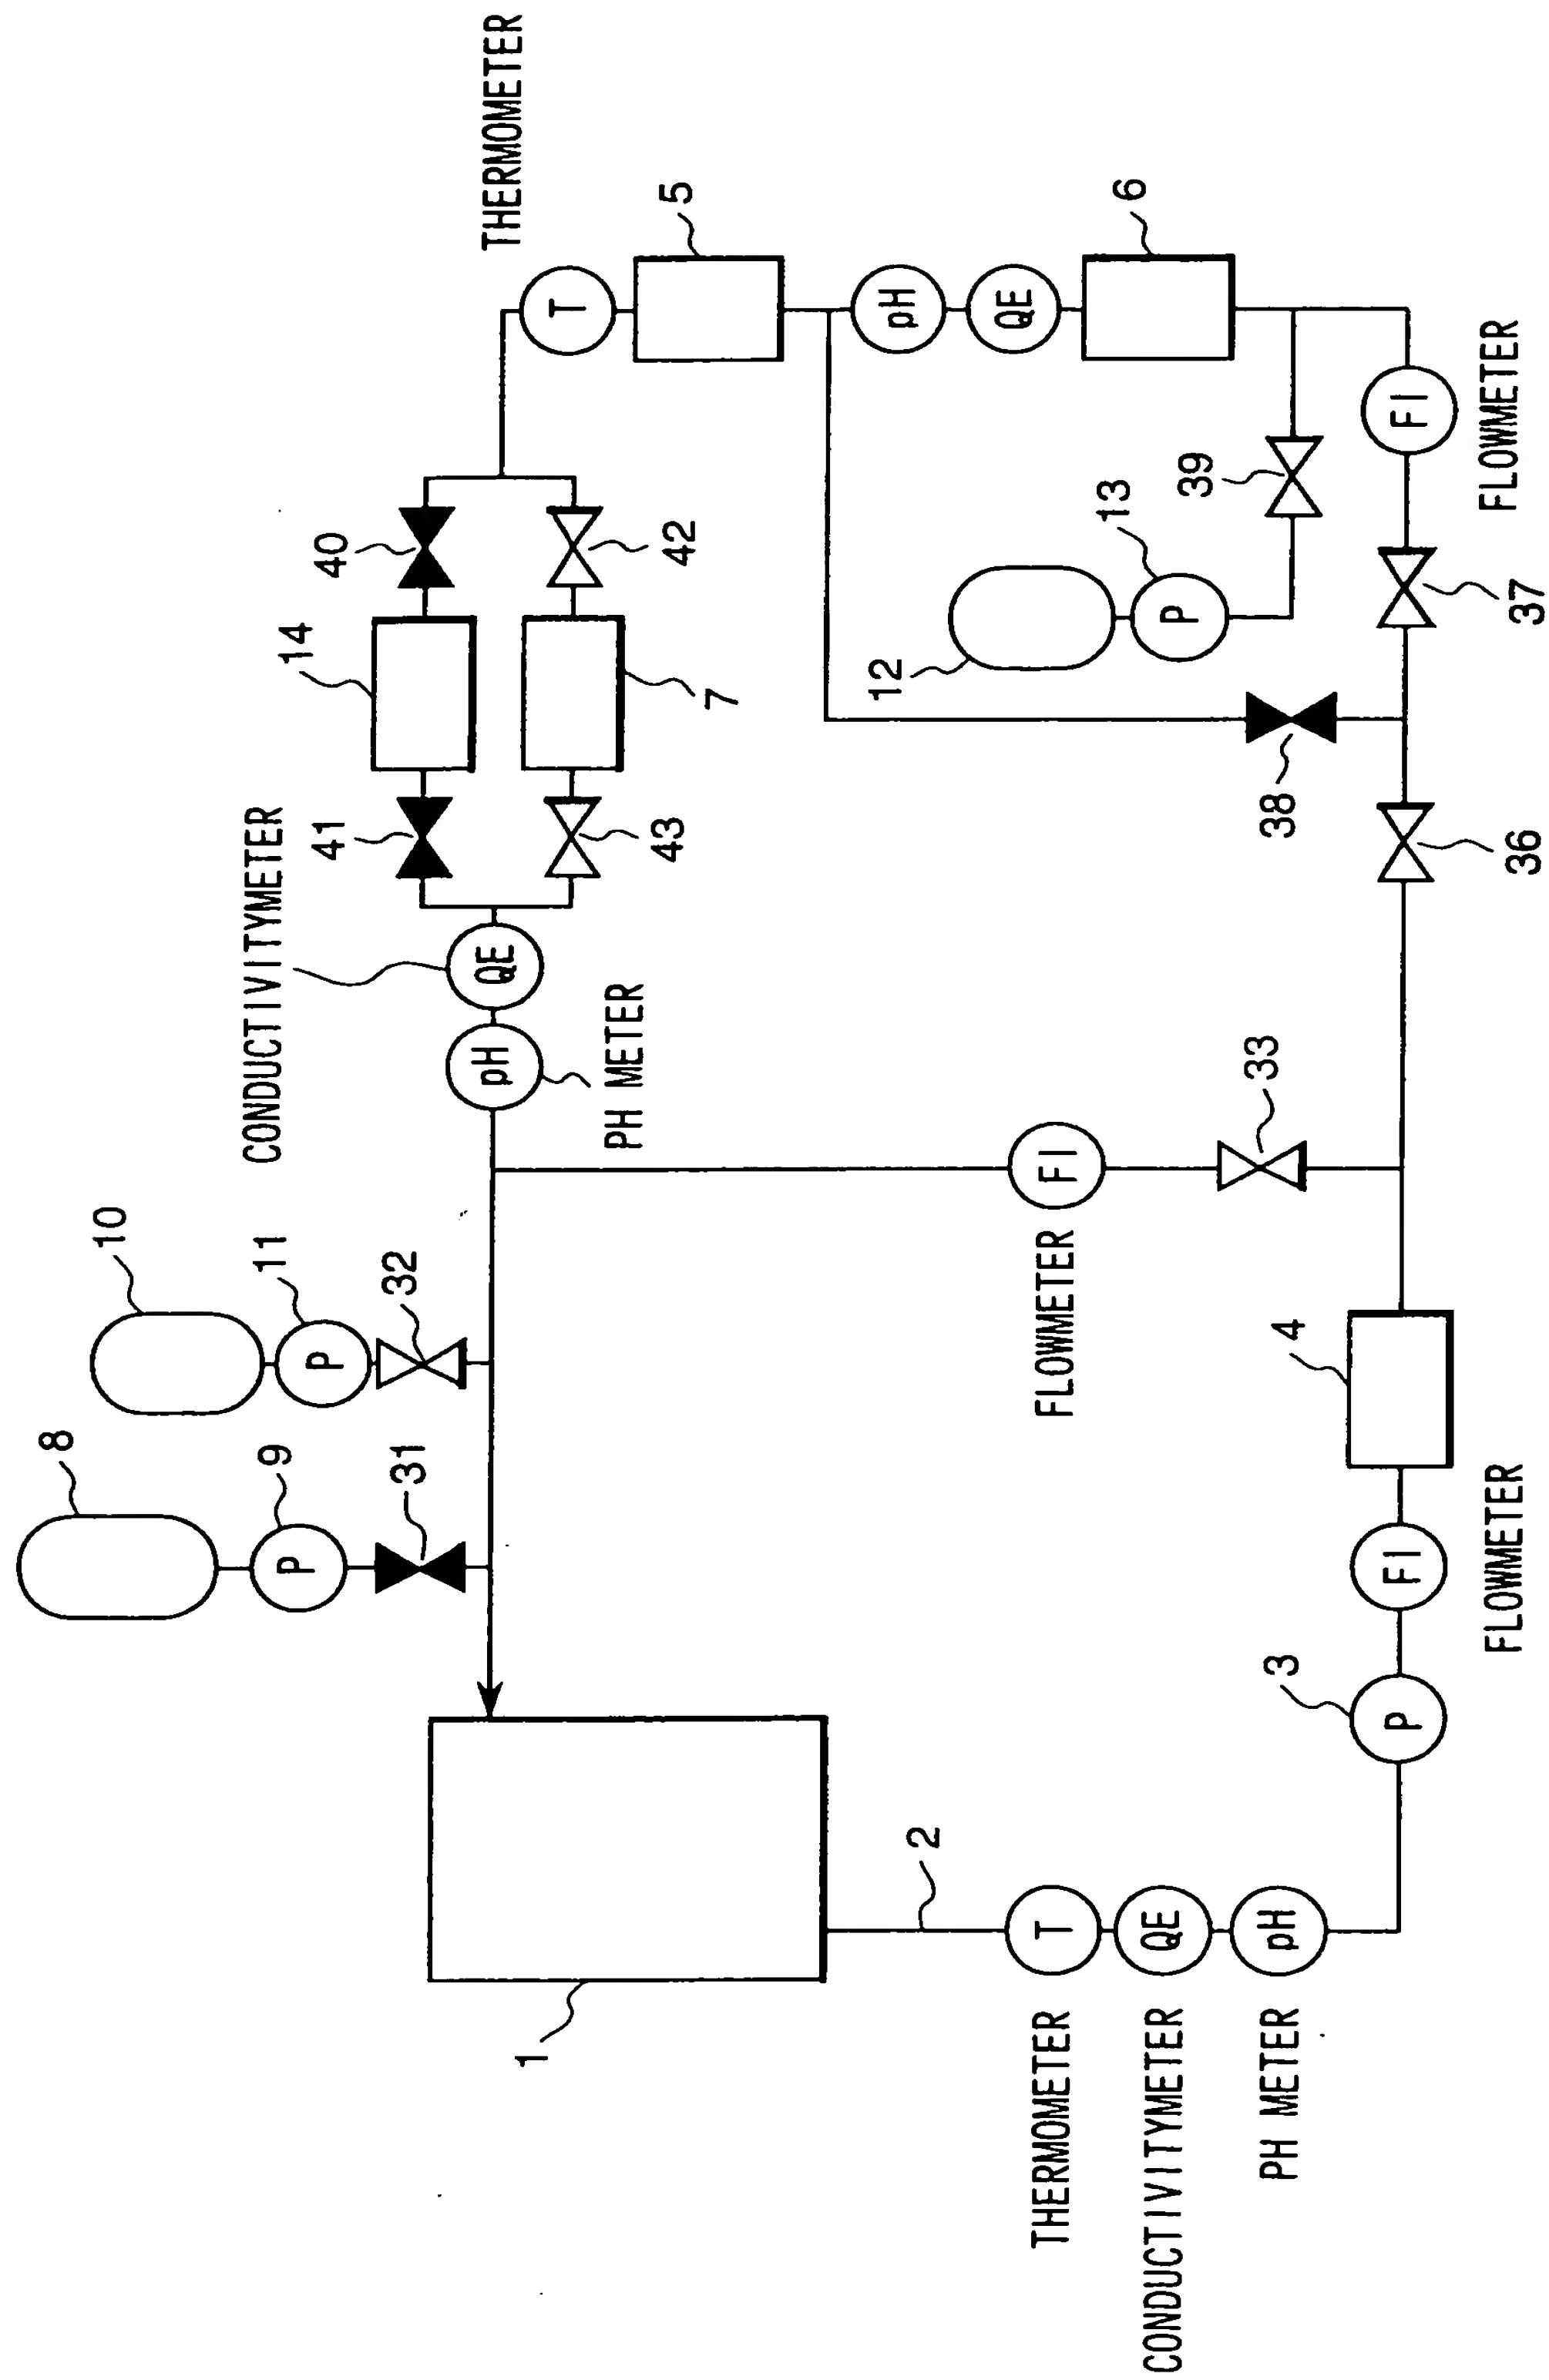 THERMOMETER
T
5
pH
QE
6
FI
FLOWMETER
40
42
39
13
P
12
37
14
7
38
36
41
43
CONDUCTIVITYMETER
QE
pH
PH METER
33
FI
FLOWMETER
10
11
P
32
4
8
9
P
31
FI
FLOWMETER
3
P
1
2
T
QE
pH
THERMOMETER
CONDUCTIVITYMETER
PH METER